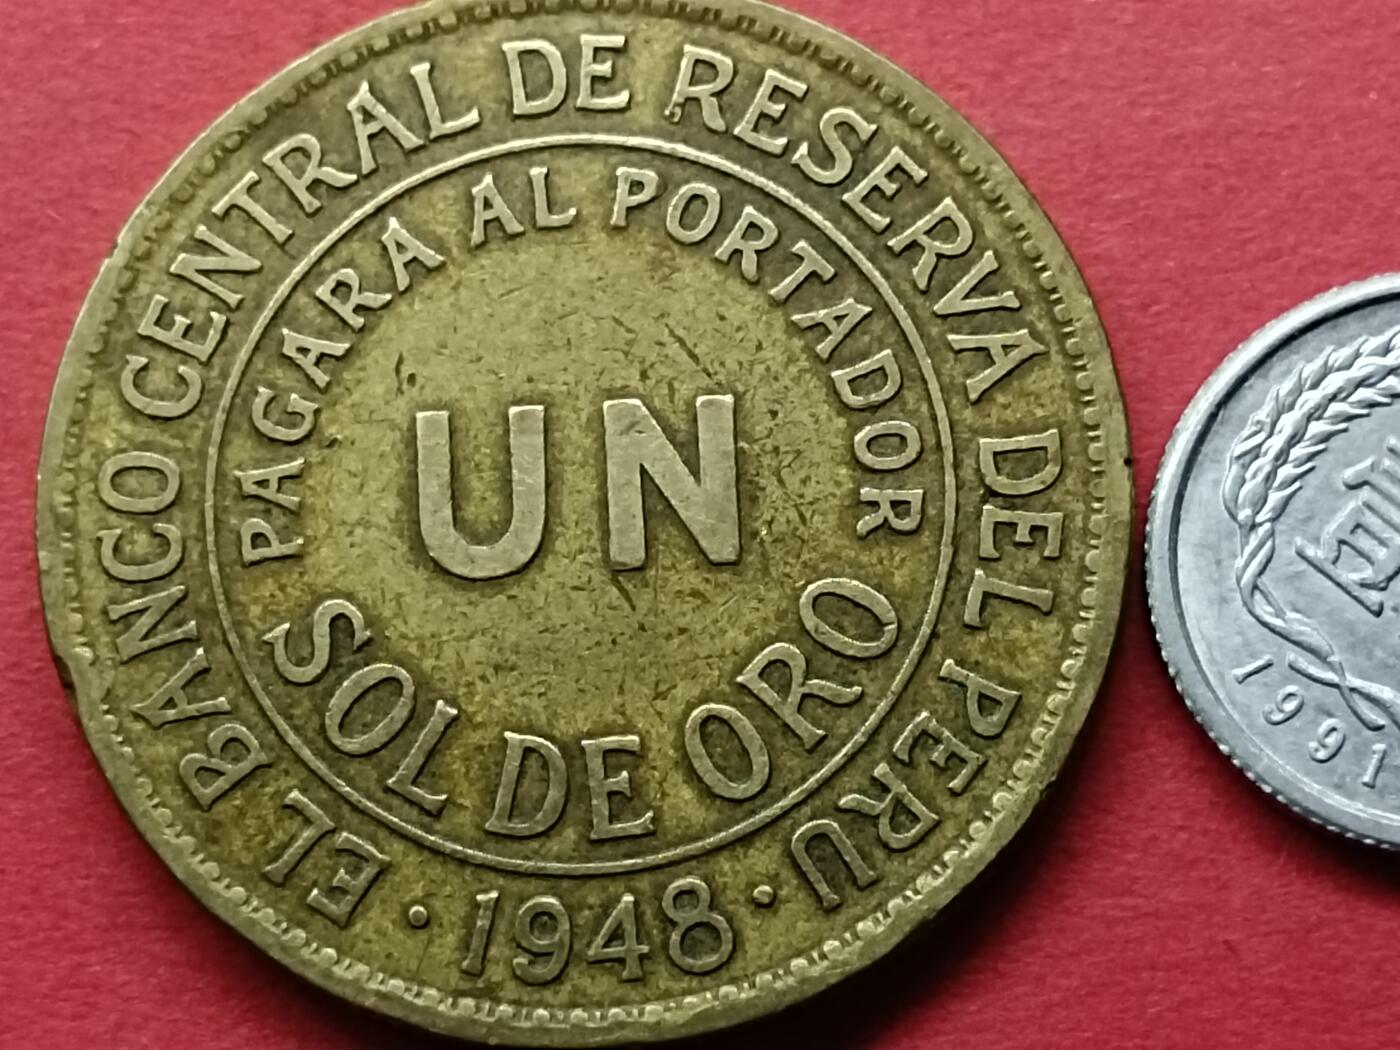 EL BANCO CENTRAL DE RESERVA DEL PERU
PAGARA AL PORTADOR
UN
SOL DE ORO
· 1948 ·
1991